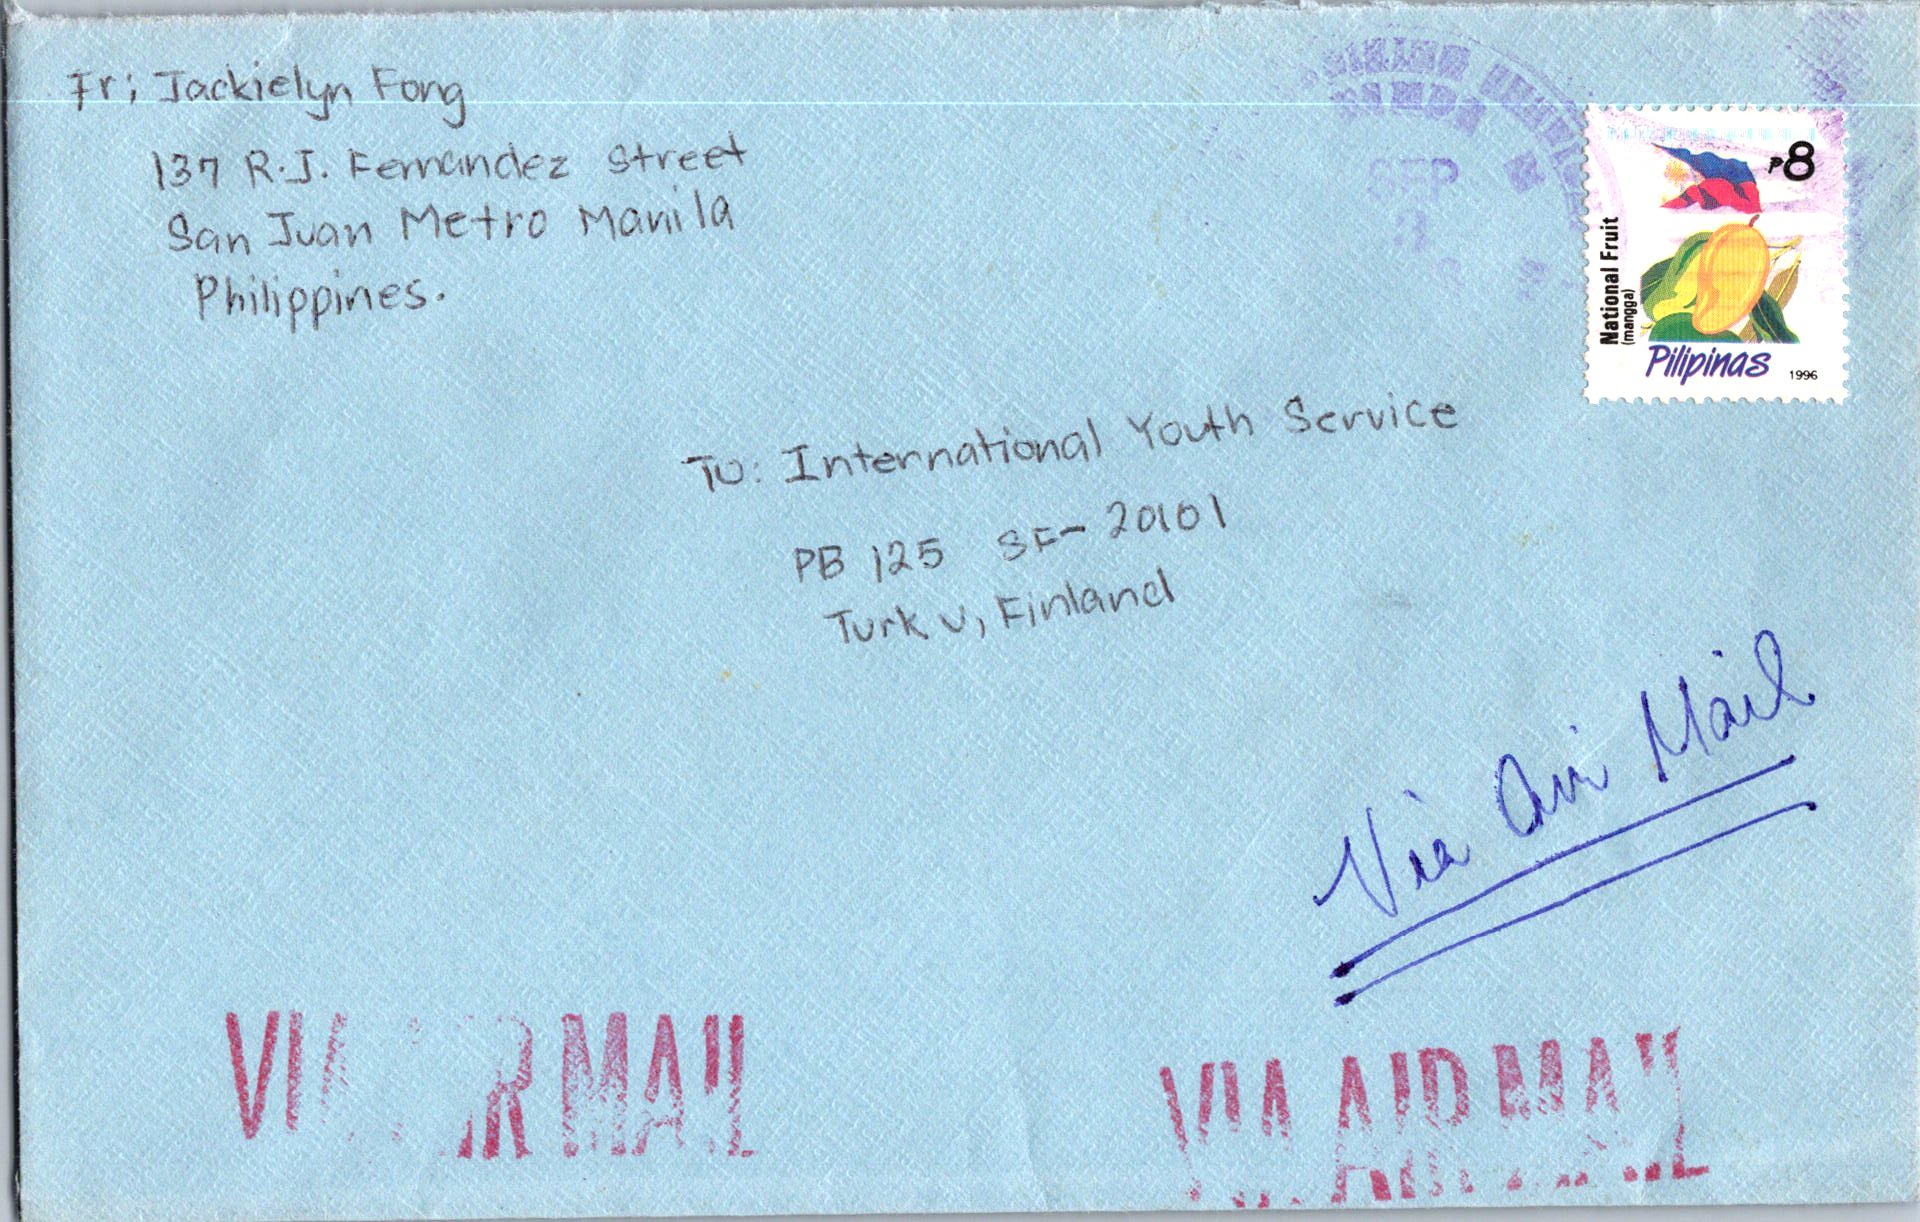 Fr: Jackielyn Fong
137 R.J. Fernandez Street
San Juan Metro Manila
Philippines.
SEP
₱8
National Fruit
(mangga)
Pilipinas
1996
To: International Youth Service
PB 125 SF-20101
Turku, Finland
Via Air Mail
VIA AIR MAIL
VIA AIR MAIL